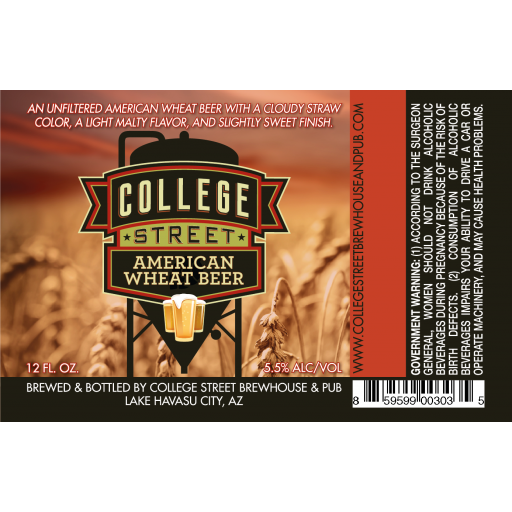 AN UNFILTERED AMERICAN WHEAT BEER WITH A CLOUDY STRAW
COLOR, A LIGHT MALTY FLAVOR, AND SLIGHTLY SWEET FINISH.
COLLEGE
STREET
AMERICAN
WHEAT BEER
12 FL. OZ.
5.5% ALC/VOL
BREWED & BOTTLED BY COLLEGE STREET BREWHOUSE & PUB
LAKE HAVASU CITY, AZ
WWW.COLLEGESTREETBREWHOUSEANDPUB.COM
GOVERNMENT WARNING: (1) ACCORDING TO THE SURGEON
GENERAL, WOMEN SHOULD NOT DRINK ALCOHOLIC
BEVERAGES DURING PREGNANCY BECAUSE OF THE RISK OF
BIRTH DEFECTS. (2) CONSUMPTION OF ALCOHOLIC
BEVERAGES IMPAIRS YOUR ABILITY TO DRIVE A CAR OR
OPERATE MACHINERY, AND MAY CAUSE HEALTH PROBLEMS.
8 59599 00303 5